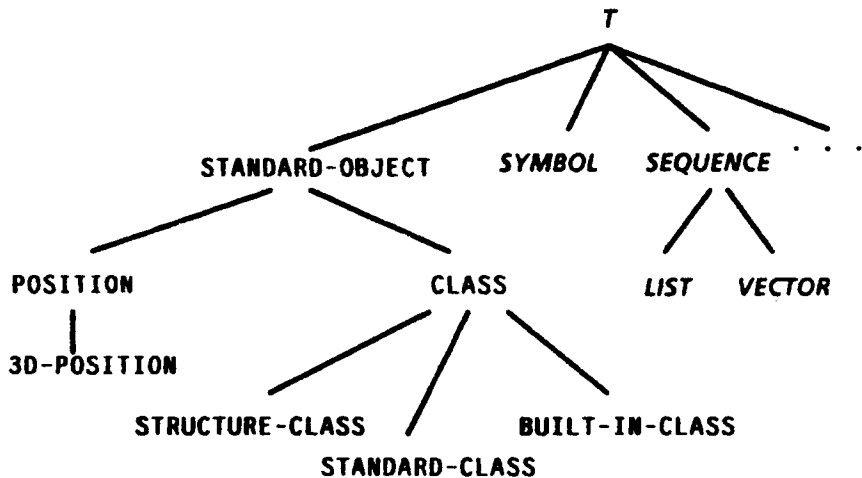 T
STANDARD-OBJECT SYMBOL SEQUENCE . . .
POSITION CLASS LIST VECTOR
3D-POSITION
STRUCTURE-CLASS BUILT-IN-CLASS
STANDARD-CLASS